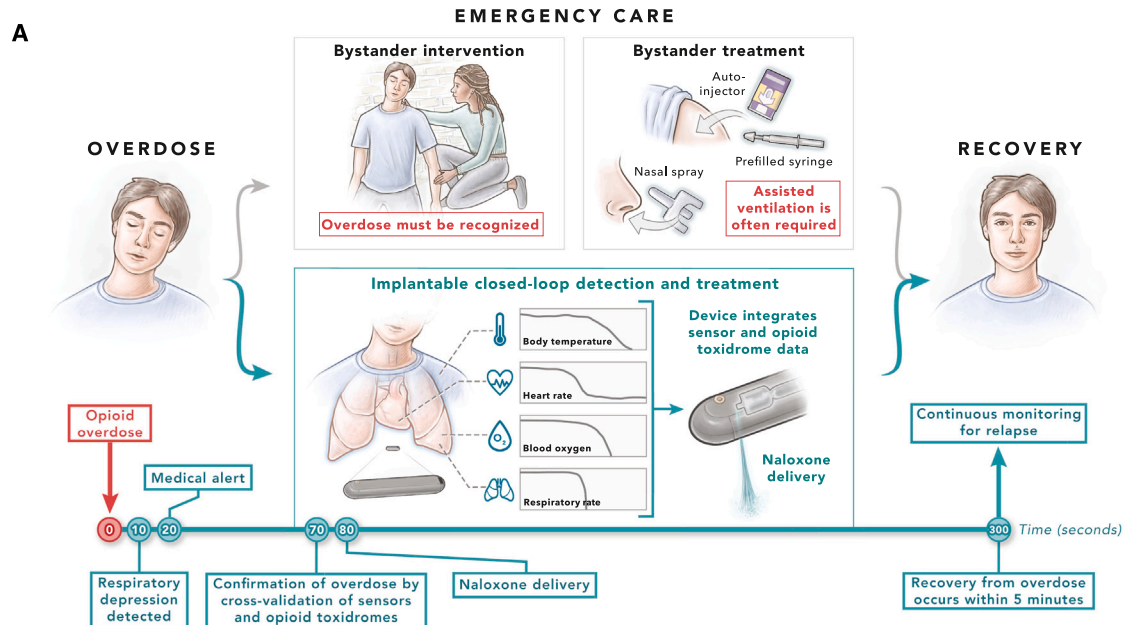 A
EMERGENCY CARE
Bystander intervention
Overdose must be recognized
Bystander treatment
Auto-
injector
Prefilled syringe
Nasal spray
Assisted
ventilation is
often required
OVERDOSE
RECOVERY
Implantable closed-loop detection and treatment
Body temperature
Heart rate
O2
Blood oxygen
Respiratory rate
Device integrates
sensor and opioid
toxidrome data
Naloxone
delivery
Opioid
overdose
Medical alert
Continuous monitoring
for relapse
0
10
20
70
80
300
Time (seconds)
Respiratory
depression
detected
Confirmation of overdose by
cross-validation of sensors
and opioid toxidromes
Naloxone delivery
Recovery from overdose
occurs within 5 minutes